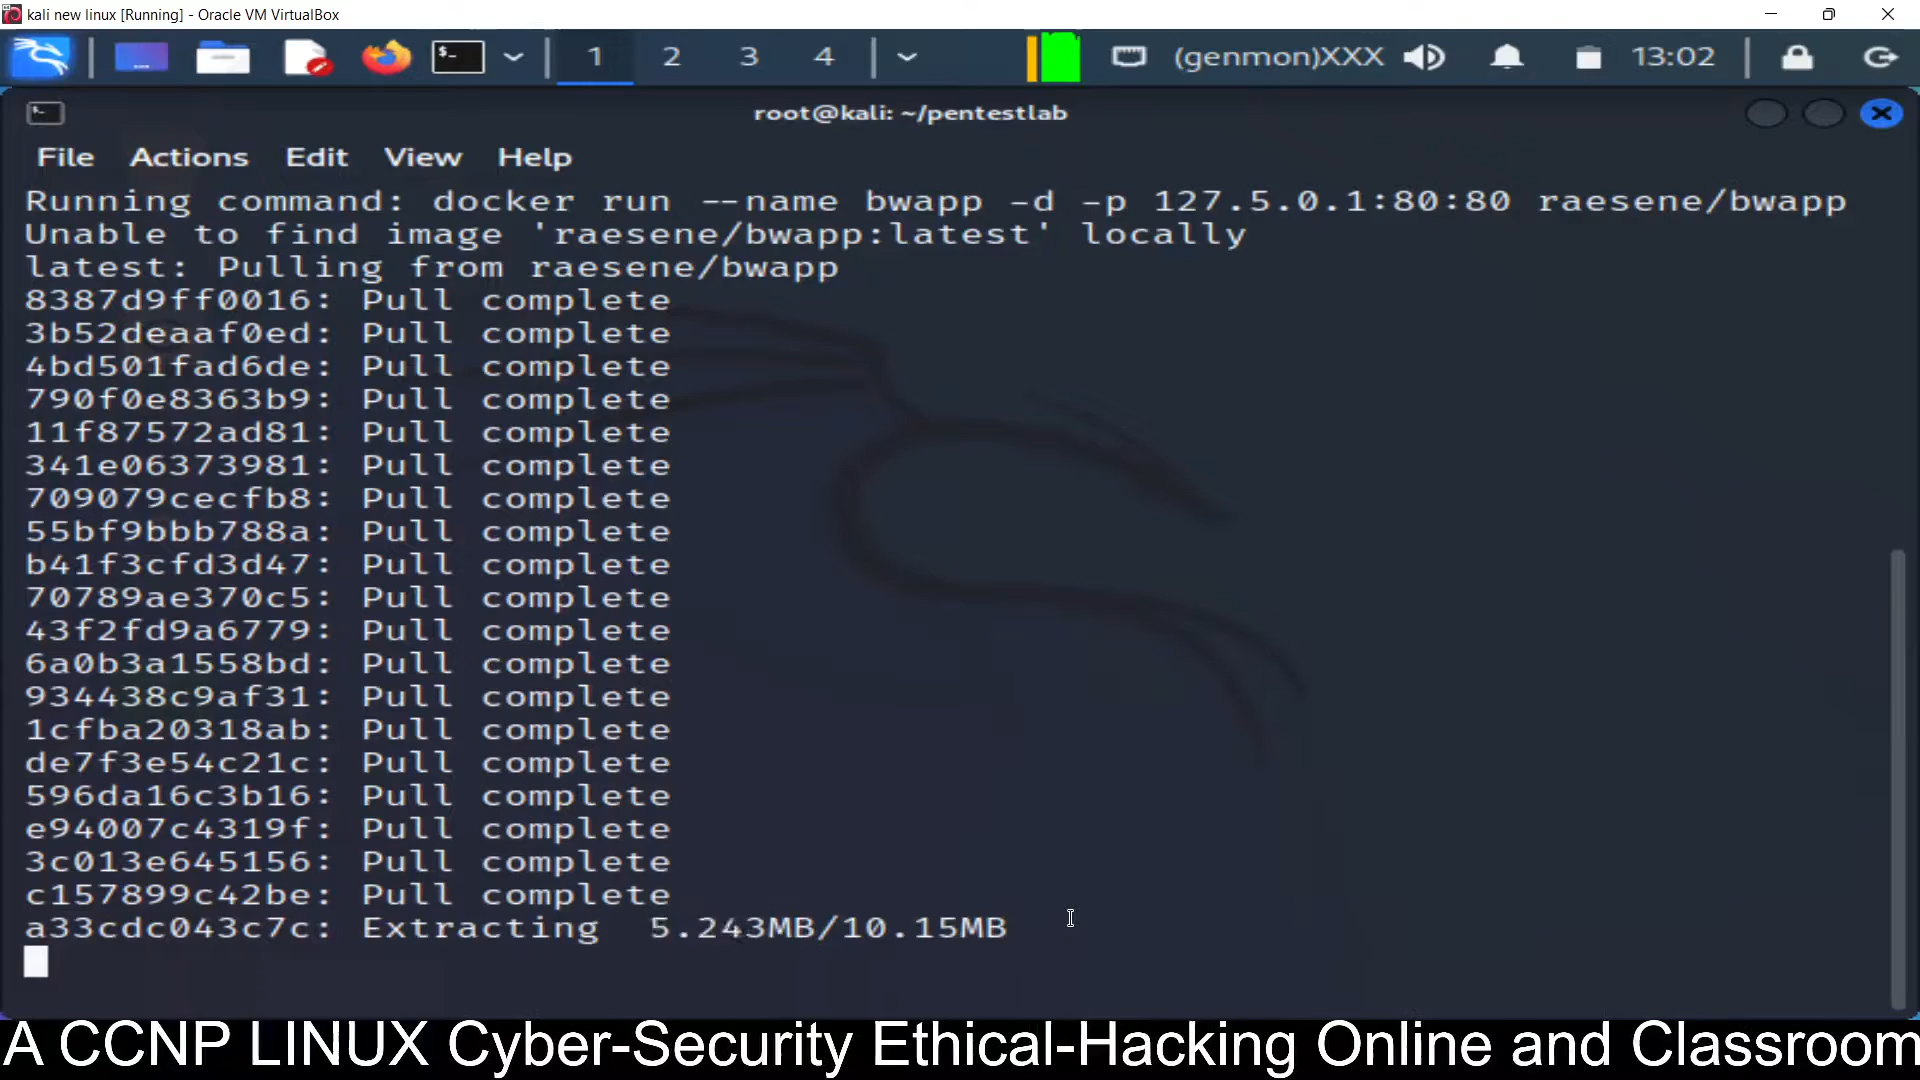 kali new linux [Running] - Oracle VM VirtualBox
1 2 3 4 (genmon)XXX 13:02
root@kali: ~/pentestlab
File Actions Edit View Help
Running command: docker run --name bwapp -d -p 127.5.0.1:80:80 raesene/bwapp
Unable to find image 'raesene/bwapp:latest' locally
latest: Pulling from raesene/bwapp
8387d9ff0016: Pull complete
3b52deaaf0ed: Pull complete
4bd501fad6de: Pull complete
790f0e8363b9: Pull complete
11f87572ad81: Pull complete
341e06373981: Pull complete
709079cecfb8: Pull complete
55bf9bbb788a: Pull complete
b41f3cfd3d47: Pull complete
70789ae370c5: Pull complete
43f2fd9a6779: Pull complete
6a0b3a1558bd: Pull complete
934438c9af31: Pull complete
1cfba20318ab: Pull complete
de7f3e54c21c: Pull complete
596da16c3b16: Pull complete
e94007c4319f: Pull complete
3c013e645156: Pull complete
c157899c42be: Pull complete
a33cdc043c7c: Extracting 5.243MB/10.15MB
A CCNP LINUX Cyber-Security Ethical-Hacking Online and Classroom